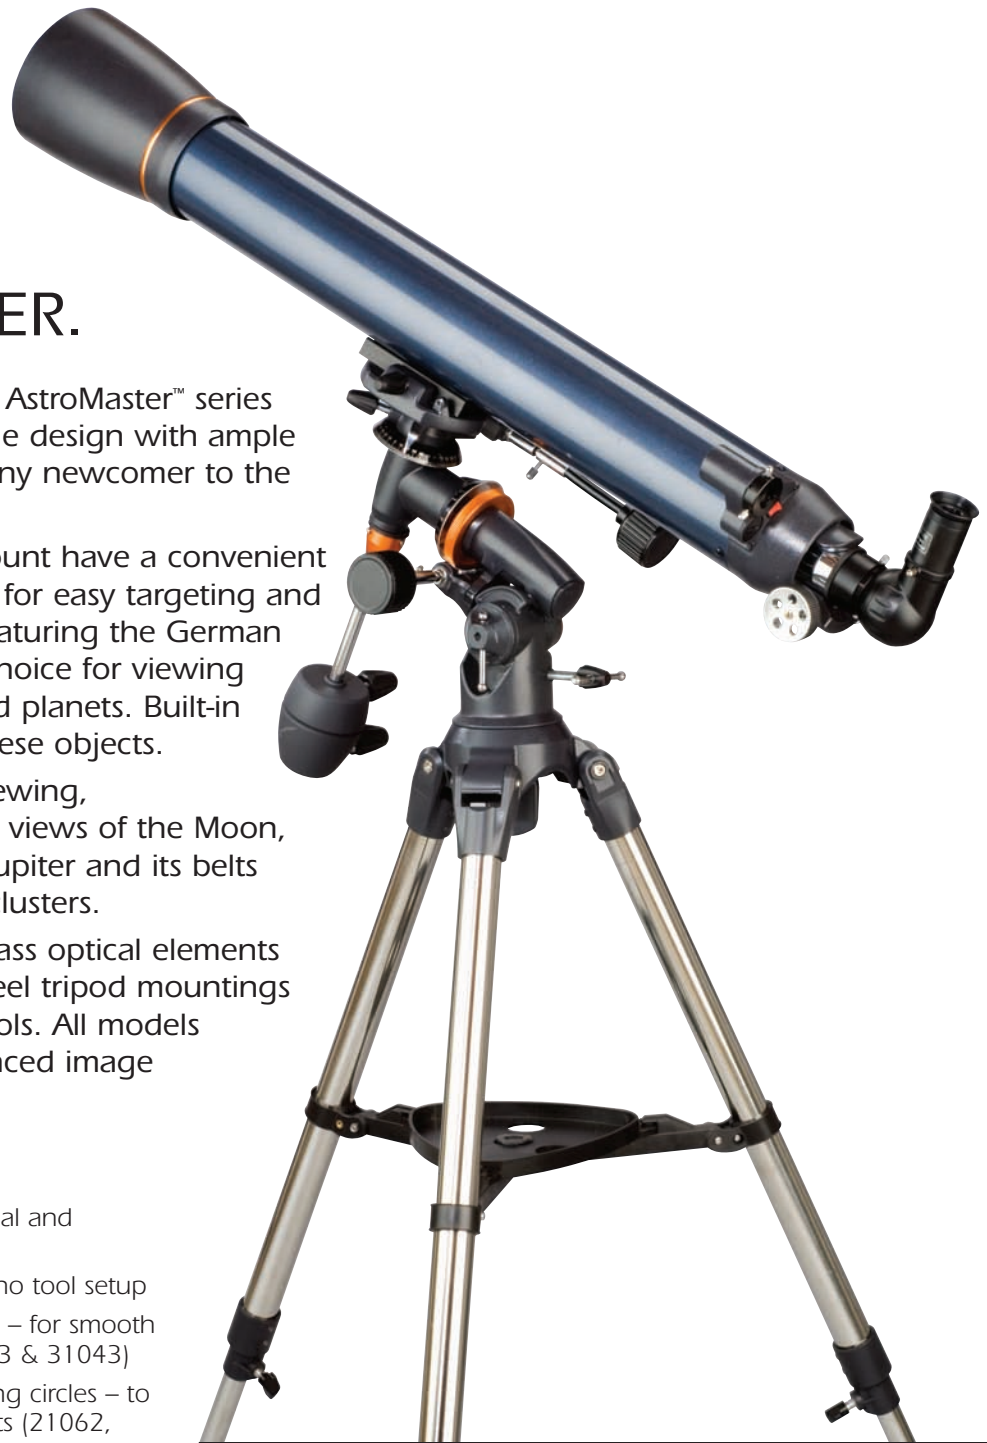 ER.
AstroMaster™ series
e design with ample
ny newcomer to the
ount have a convenient
for easy targeting and
eaturing the German
hoice for viewing
d planets. Built-in
ese objects.
ewing,
views of the Moon,
upiter and its belts
lusters.
ass optical elements
eel tripod mountings
ols. All models
nced image
al and
no tool setup
– for smooth
3 & 31043)
ng circles – to
ts (21062,